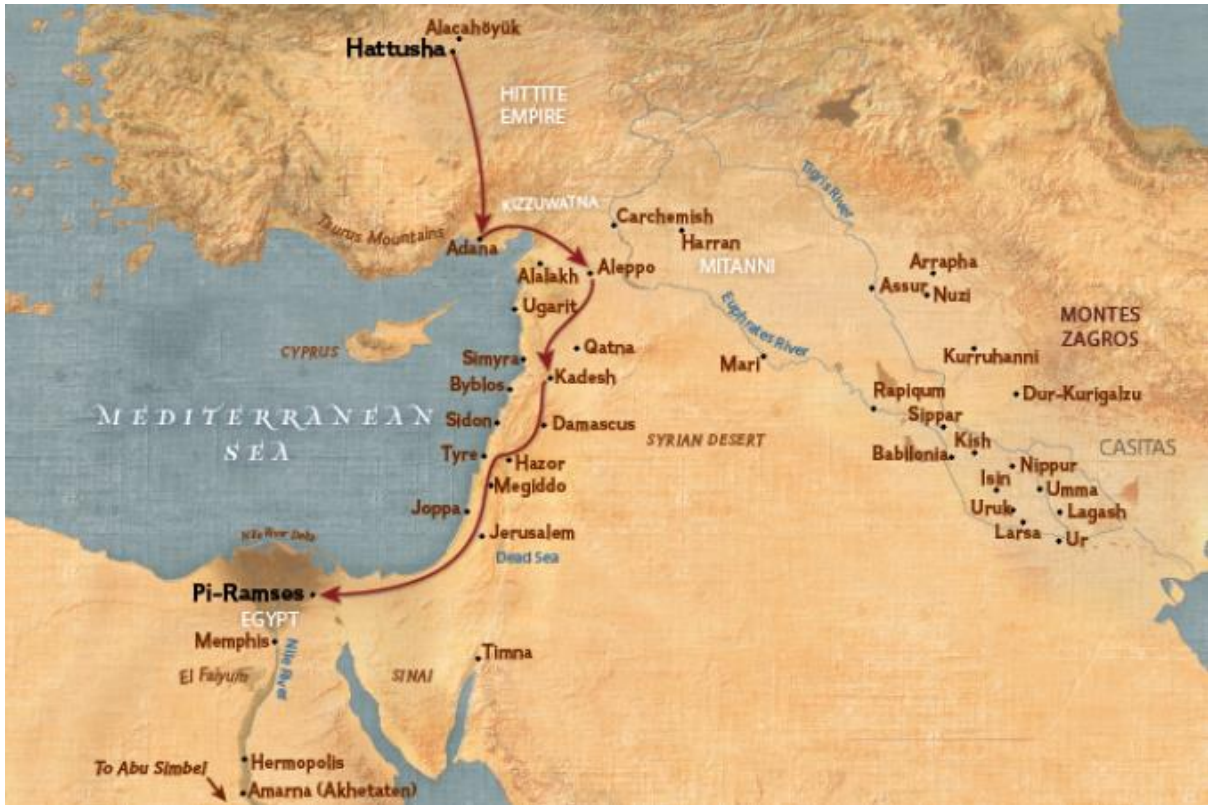 Alacahöyük
Hattusha
HITTITE
EMPIRE
Tigris River
KIZZUWATNA
Taurus Mountains
Adana
Carchemish
Harran
MITANNI
Alalakh
Aleppo
Arrapha
Assur
Nuzi
Ugarit
Euphrates River
MONTES
ZAGROS
CYPRUS
Simyra
Qatna
Mari
Kurruhanni
Byblos
Kadesh
Rapiqum
Dur-Kurigalzu
MEDITERRANEAN
SEA
Sidon
Damascus
SYRIAN DESERT
Sippar
Kish
CASITAS
Tyre
Hazor
Babilonia
Nippur
Megiddo
Isin
Umma
Joppa
Uruk
Lagash
Larsa
Ur
Nile River Delta
Jerusalem
Dead Sea
Pi-Ramses
EGYPT
Memphis
Nile River
El Faiyum
SINAI
Timna
Hermopolis
To Abu Simbel
Amarna (Akhetaten)